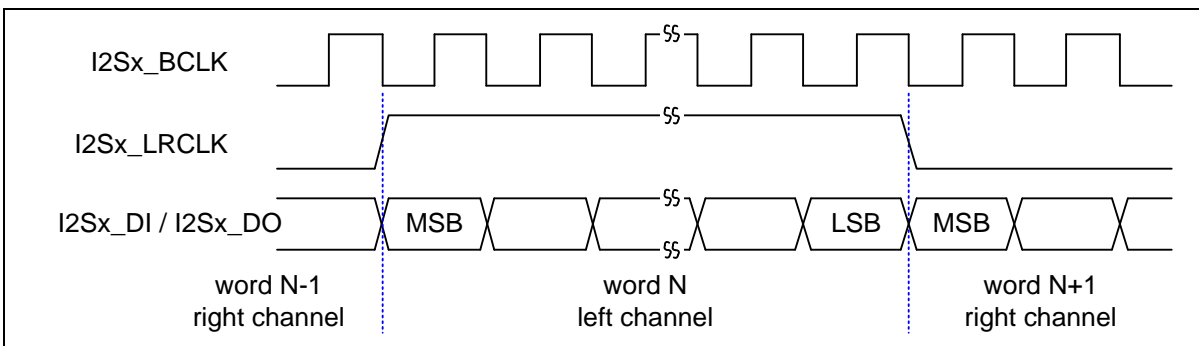 I2Sx_BCLK
I2Sx_LRCLK
I2Sx_DI / I2Sx_DO
MSB
LSB
MSB
word N-1
right channel
word N
left channel
word N+1
right channel